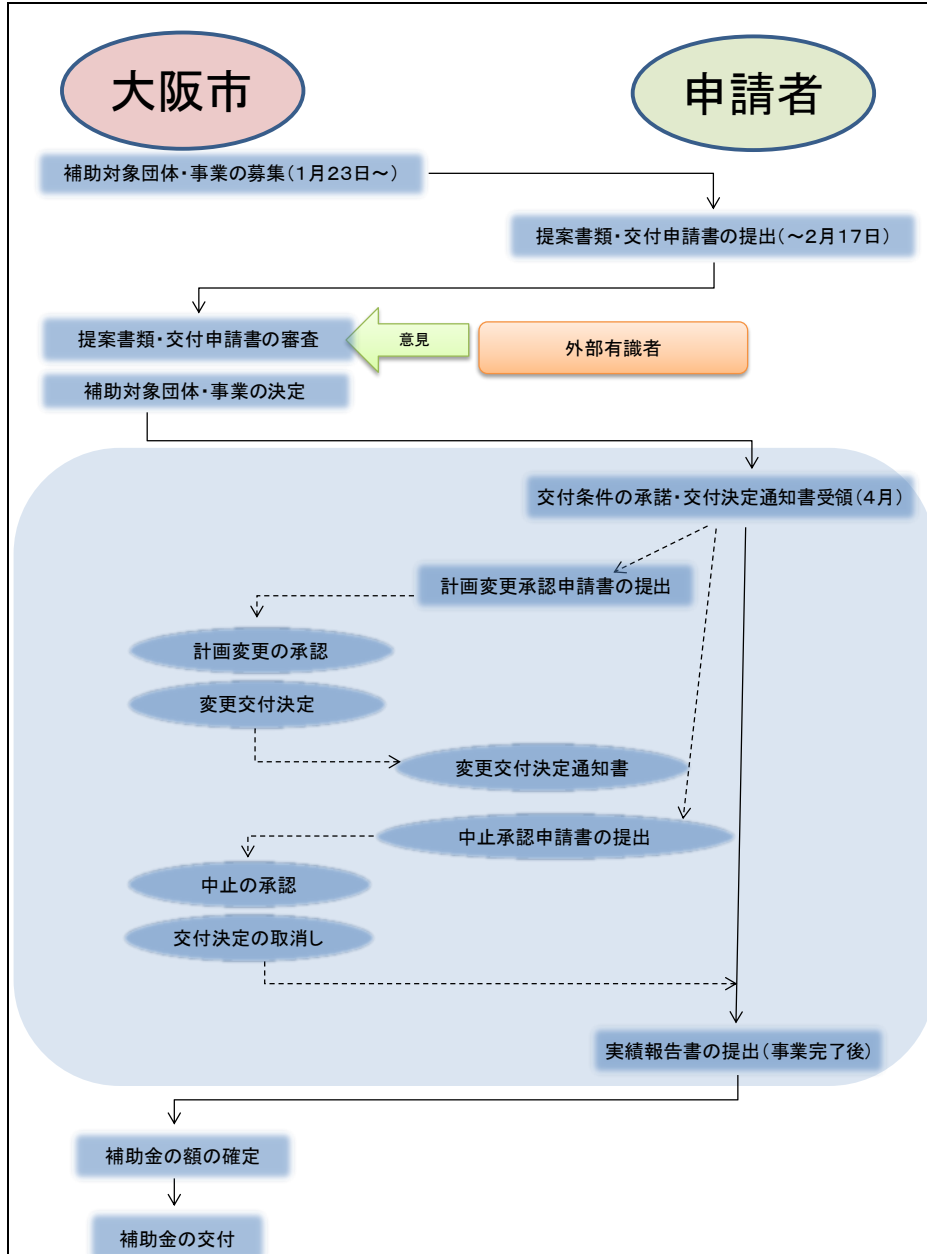 大阪市
申請者
補助対象団体・事業の募集(1月23日～)
提案書類・交付申請書の提出(～2月17日)
提案書類・交付申請書の審査
意見
外部有識者
補助対象団体・事業の決定
交付条件の承諾・交付決定通知書受領(4月)
計画変更承認申請書の提出
計画変更の承認
変更交付決定
変更交付決定通知書
中止承認申請書の提出
中止の承認
交付決定の取消し
実績報告書の提出(事業完了後)
補助金の額の確定
補助金の交付